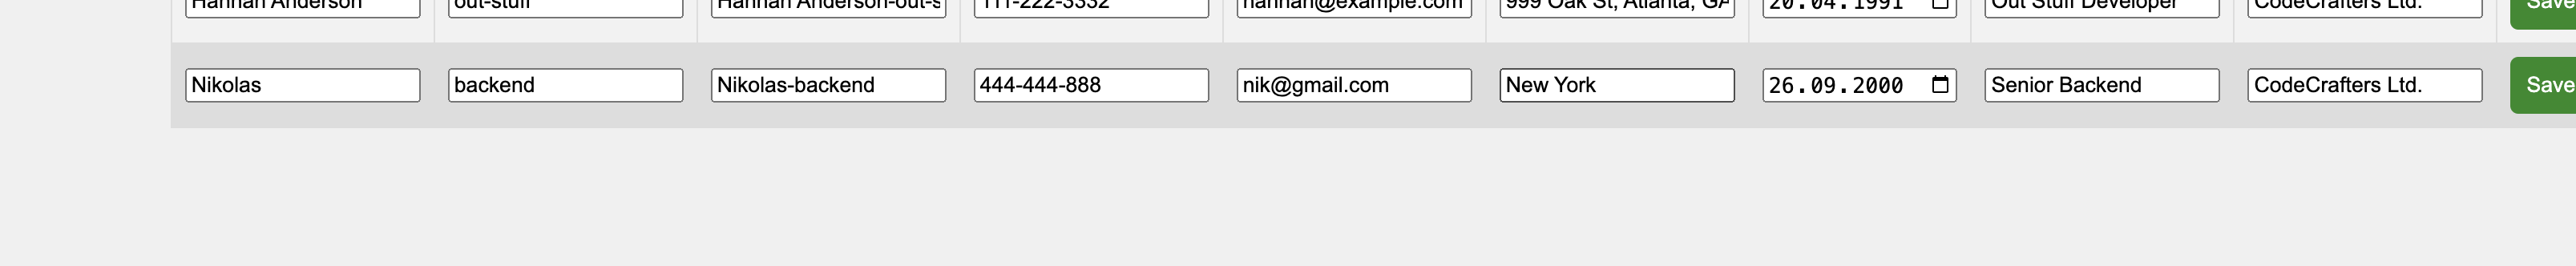 Hannah Anderson out-stuff Hannah Anderson-out-s 111-222-3332 hannah@example.com 999 Oak St, Atlanta, GA 20.04.1991 Out Stuff Developer CodeCrafters Ltd. Save
Nikolas backend Nikolas-backend 444-444-888 nik@gmail.com New York 26.09.2000 Senior Backend CodeCrafters Ltd. Save